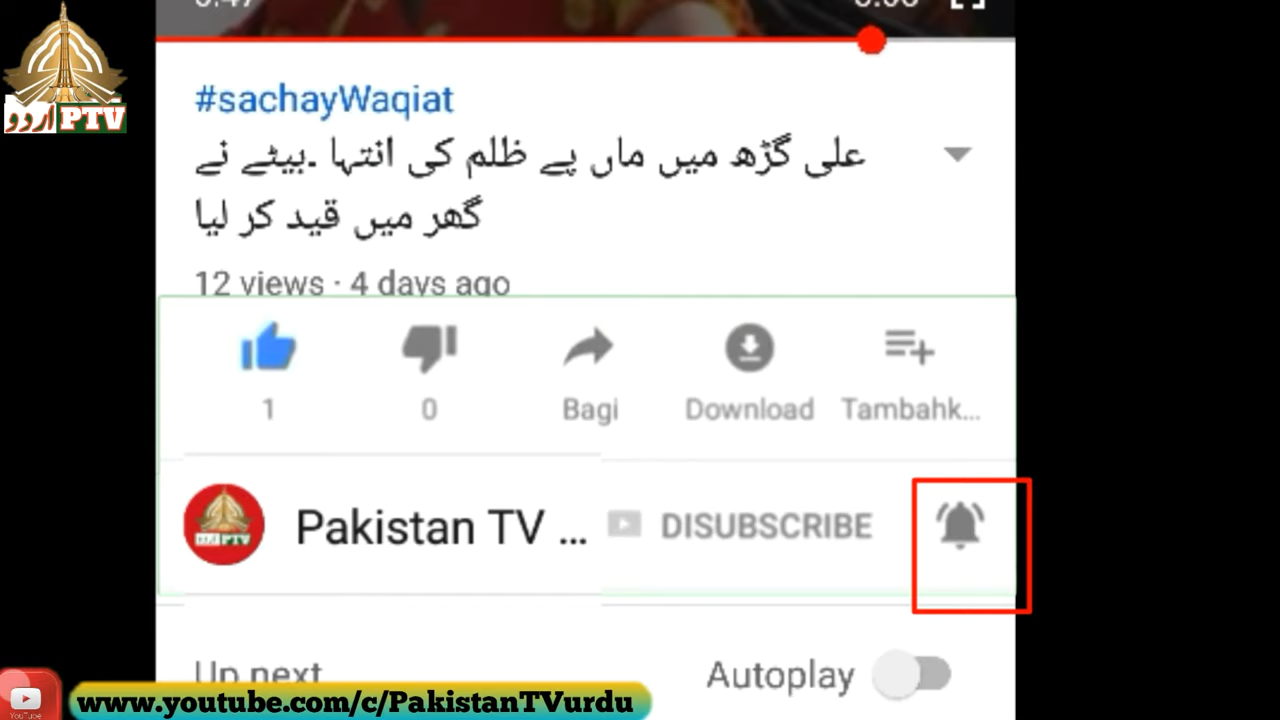 #sachayWaqiat
علی گڑھ میں ماں پے ظلم کی انتہا ۔بیٹے نے
گھر میں قید کر لیا
12 views · 4 days ago
1
0
Bagi
Download
Tambahk...
Pakistan TV ...
DISUBSCRIBE
Up next
Autoplay
اردو PTV
YouTube
www.youtube.com/c/PakistanTVurdu